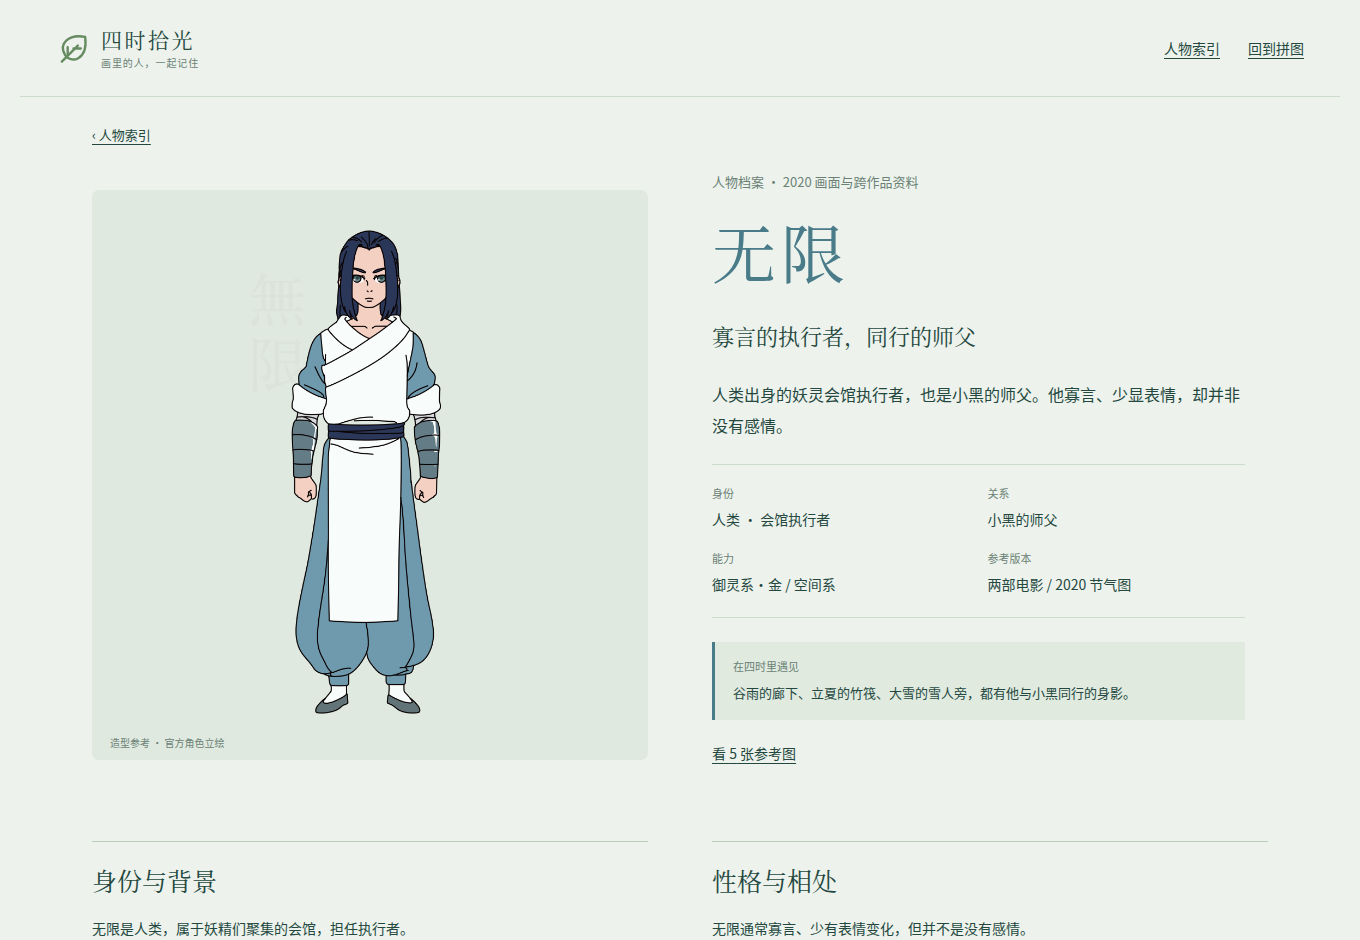 四时拾光
画里的人，一起记住
人物索引
回到拼图
‹ 人物索引
無限
造型参考 · 官方角色立绘
人物档案 · 2020 画面与跨作品资料
无限
寡言的执行者，同行的师父
人类出身的妖灵会馆执行者，也是小黑的师父。他寡言、少显表情，却并非
没有感情。
身份
人类 · 会馆执行者
关系
小黑的师父
能力
御灵系·金 / 空间系
参考版本
两部电影 / 2020 节气图
在四时里遇见
谷雨的廊下、立夏的竹筏、大雪的雪人旁，都有他与小黑同行的身影。
看 5 张参考图
身份与背景
无限是人类，属于妖精们聚集的会馆，担任执行者。
性格与相处
无限通常寡言、少有表情变化，但并不是没有感情。